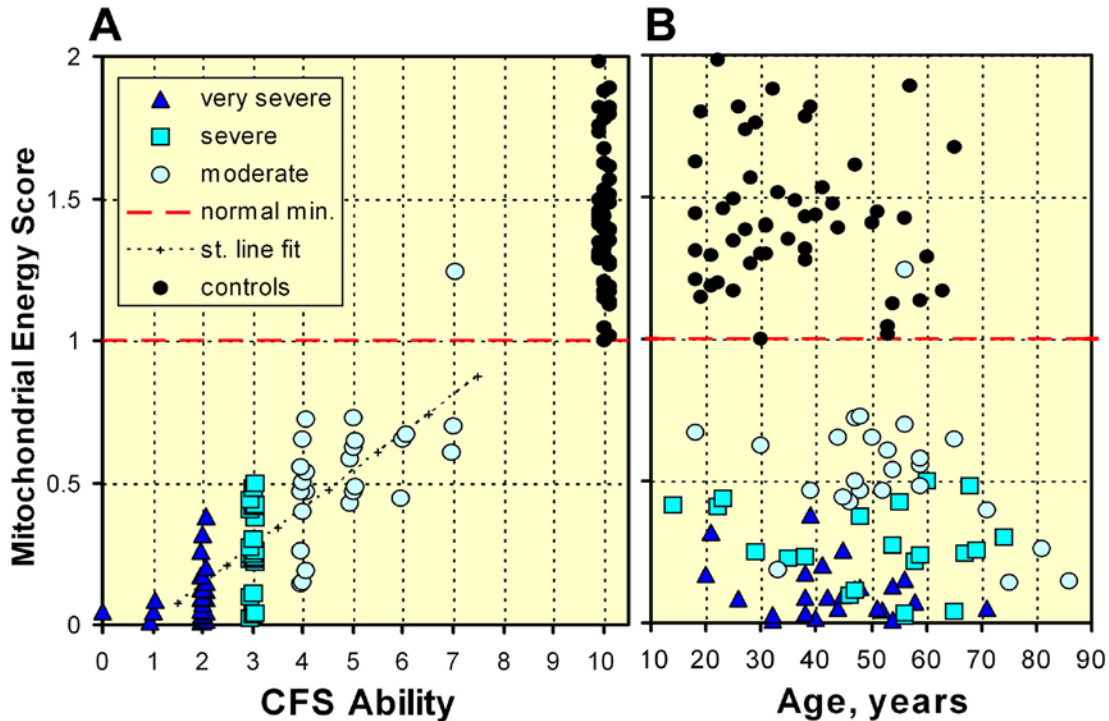 A
B
Mitochondrial Energy Score
2
1.5
1
0.5
0
very severe
severe
moderate
normal min.
st. line fit
controls
0 1 2 3 4 5 6 7 8 9 10
10 20 30 40 50 60 70 80 90
CFS Ability
Age, years